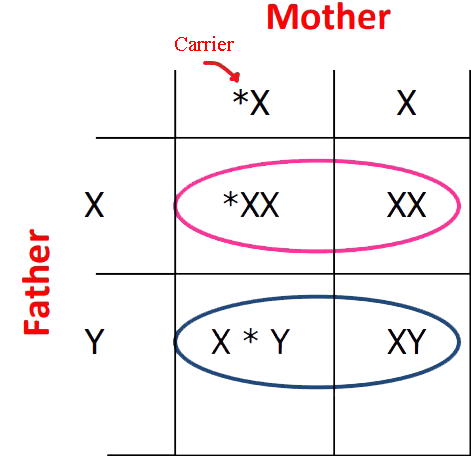 Mother
Carrier
*X X
X *XX XX
Father
Y X * Y XY